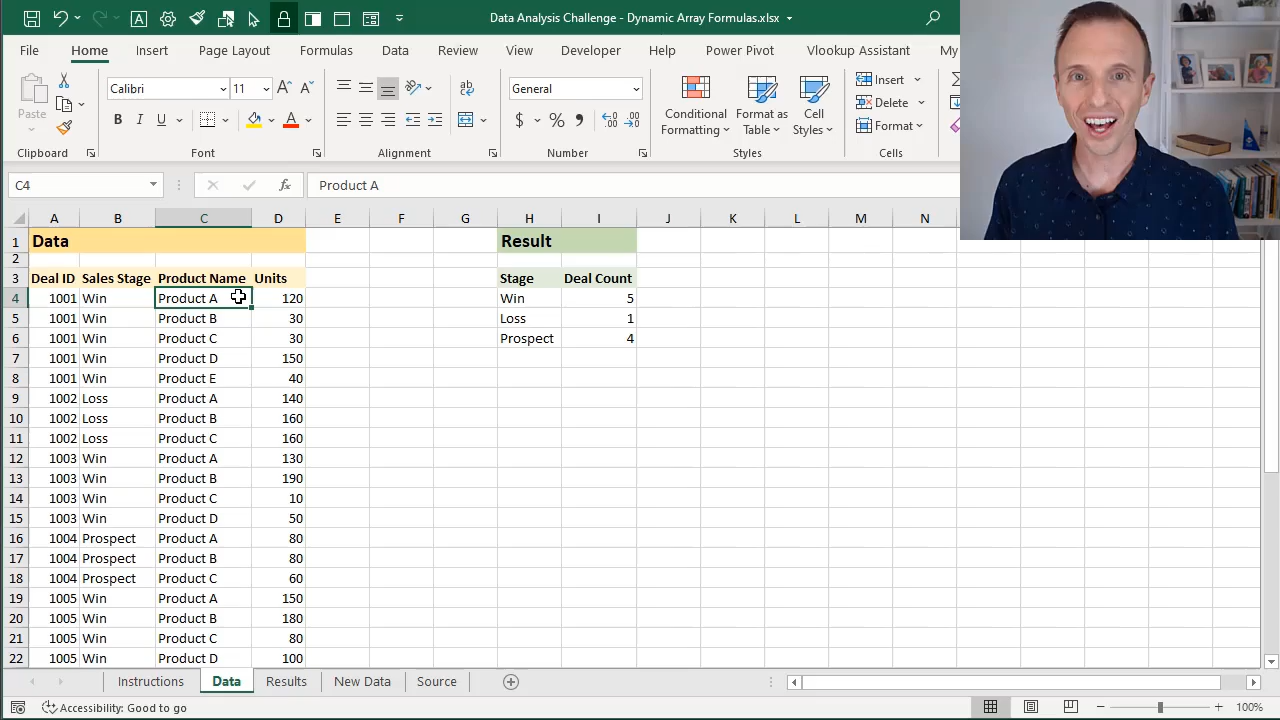 Data Analysis Challenge - Dynamic Array Formulas.xlsx
File Home Insert Page Layout Formulas Data Review View Developer Help Power Pivot Vlookup Assistant My
Paste
Calibri 11
General
Conditional Formatting
Format as Table
Cell Styles
Insert
Delete
Format
Clipboard Font Alignment Number Styles Cells
C4 fx Product A
A B C D E F G H I J K L M N
1 Data Result
2
3 Deal ID Sales Stage Product Name Units Stage Deal Count
4 1001 Win Product A 120 Win 5
5 1001 Win Product B 30 Loss 1
6 1001 Win Product C 30 Prospect 4
7 1001 Win Product D 150
8 1001 Win Product E 40
9 1002 Loss Product A 140
10 1002 Loss Product B 160
11 1002 Loss Product C 160
12 1003 Win Product A 130
13 1003 Win Product B 190
14 1003 Win Product C 10
15 1003 Win Product D 50
16 1004 Prospect Product A 80
17 1004 Prospect Product B 80
18 1004 Prospect Product C 60
19 1005 Win Product A 150
20 1005 Win Product B 180
21 1005 Win Product C 80
22 1005 Win Product D 100
Instructions Data Results New Data Source
Accessibility: Good to go 100%